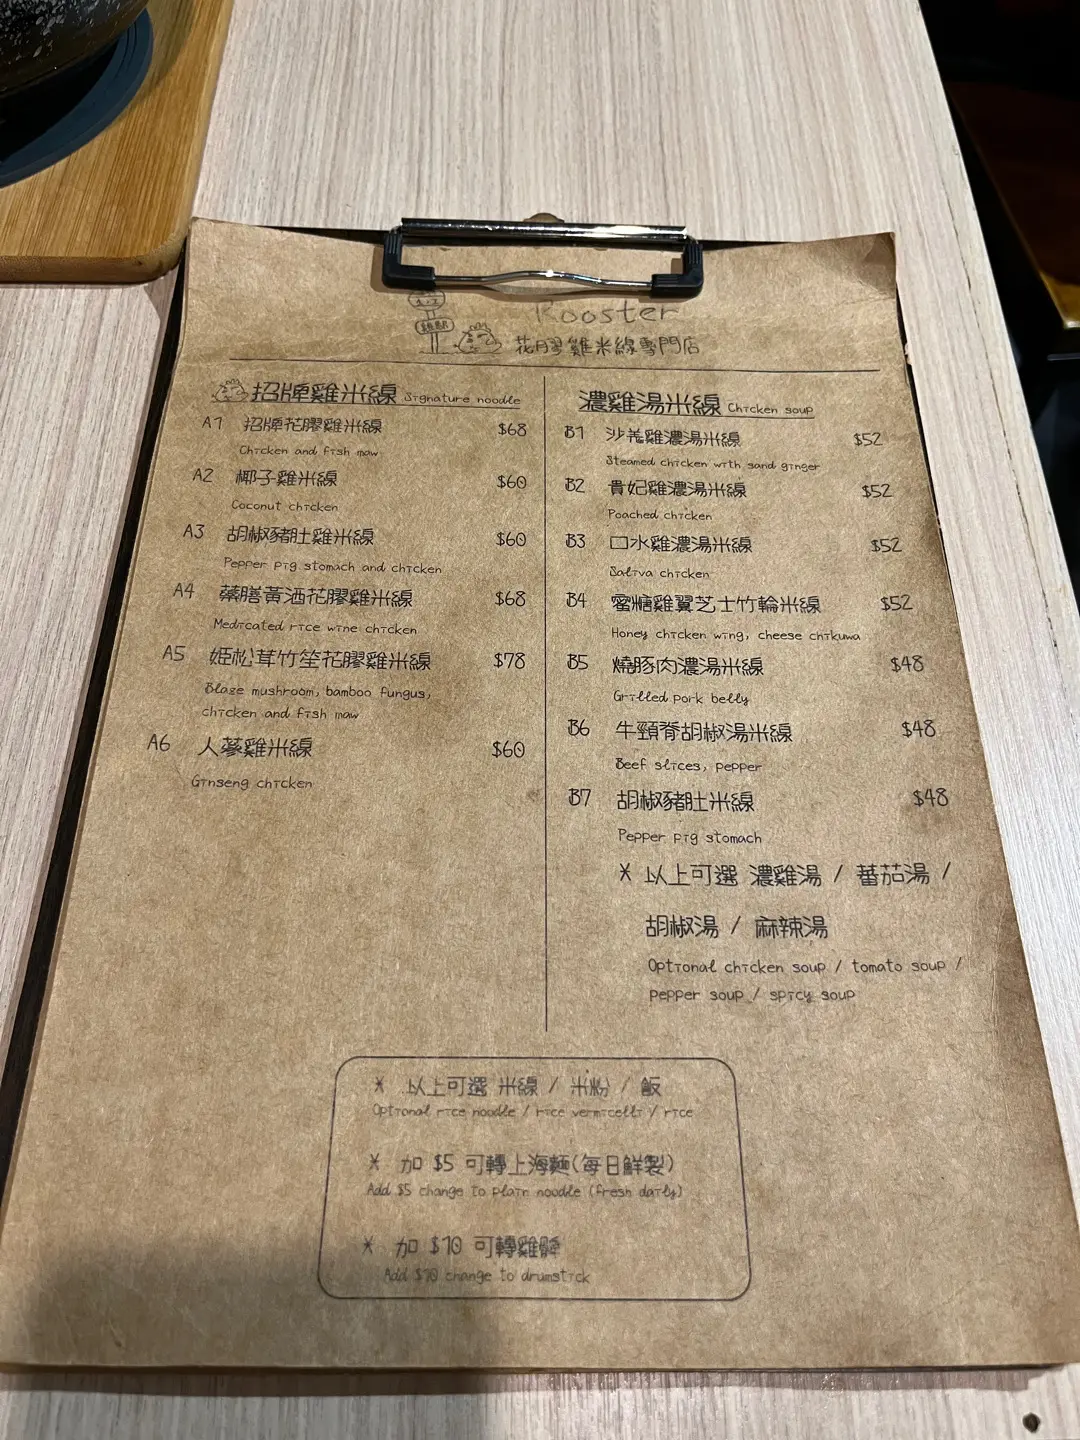 Rooster
花膠雞米線專門店
招牌雞米線 Signature noodle
A1 招牌花膠雞米線 $68
Chicken and fish maw
A2 椰子雞米線 $60
Coconut chicken
A3 胡椒豬肚雞米線 $60
Pepper pig stomach and chicken
A4 藥膳黃酒花膠雞米線 $68
Medicated rice wine chicken
A5 姬松茸竹笙花膠雞米線 $78
Blaze mushroom, bamboo fungus,
chicken and fish maw
A6 人蔘雞米線 $60
Ginseng chicken
濃雞湯米線 Chicken soup
B1 沙羗雞濃湯米線 $52
Steamed chicken with sand ginger
B2 貴妃雞濃湯米線 $52
Poached chicken
B3 口水雞濃湯米線 $52
Saliva chicken
B4 蜜糖雞翼芝士竹輪米線 $52
Honey chicken wing, cheese chikuwa
B5 燒豚肉濃湯米線 $48
Grilled pork belly
B6 牛頸脊胡椒湯米線 $48
Beef slices, pepper
B7 胡椒豬肚米線 $48
Pepper pig stomach
* 以上可選 濃雞湯 / 蕃茄湯 /
胡椒湯 / 麻辣湯
Optional chicken soup / tomato soup /
pepper soup / spicy soup
* 以上可選 米線 / 米粉 / 飯
Optional rice noodle / rice vermicelli / rice
* 加 $5 可轉上海麵(每日鮮製)
Add $5 change to plain noodle (fresh daily)
* 加 $10 可轉雞髀
Add $10 change to drumstick